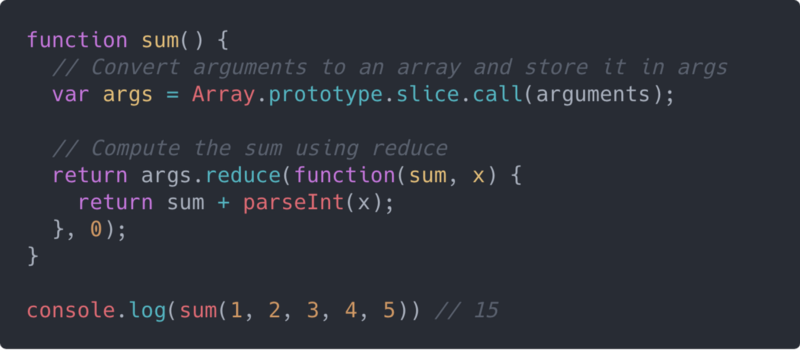 function sum() {
  // Convert arguments to an array and store it in args
  var args = Array.prototype.slice.call(arguments);

  // Compute the sum using reduce
  return args.reduce(function(sum, x) {
    return sum + parseInt(x);
  }, 0);
}

console.log(sum(1, 2, 3, 4, 5)) // 15